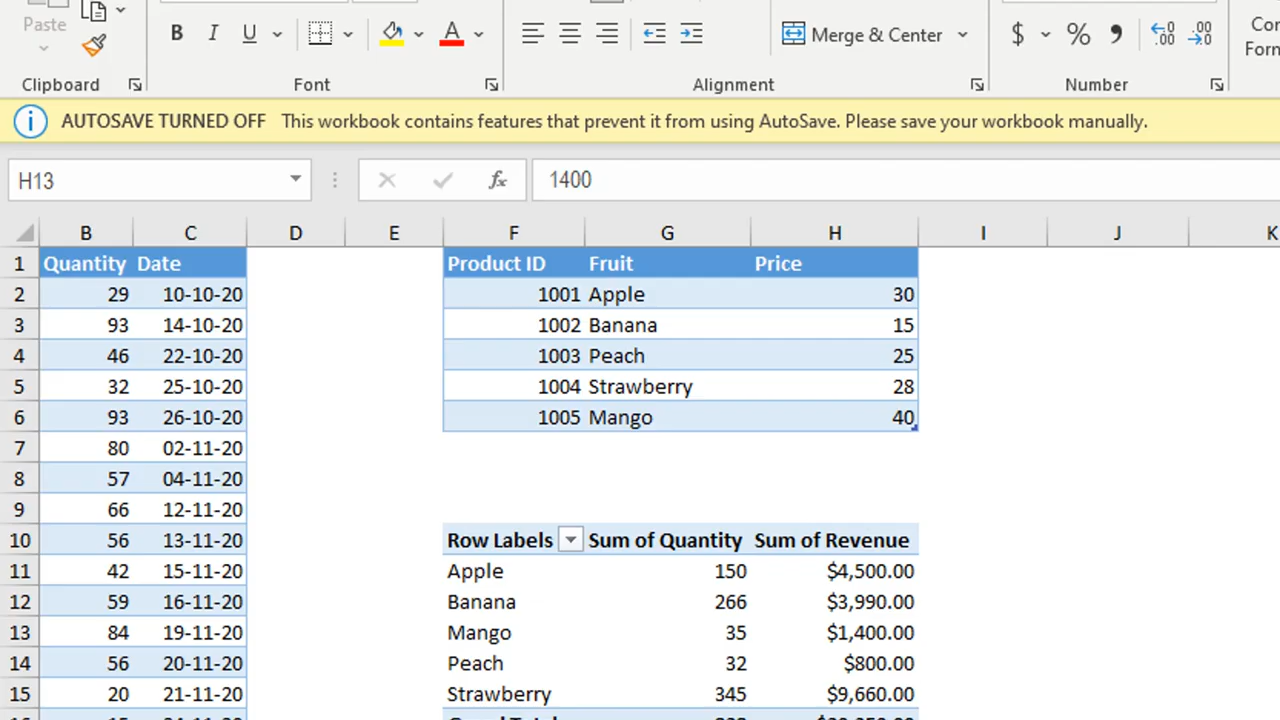 Paste
B I U A
Merge & Center
$ % 9
Clipboard Font Alignment Number
AUTOSAVE TURNED OFF This workbook contains features that prevent it from using AutoSave. Please save your workbook manually.
H13 fx 1400
B C D E F G H I J K
1 Quantity Date Product ID Fruit Price
2 29 10-10-20 1001 Apple 30
3 93 14-10-20 1002 Banana 15
4 46 22-10-20 1003 Peach 25
5 32 25-10-20 1004 Strawberry 28
6 93 26-10-20 1005 Mango 40
7 80 02-11-20
8 57 04-11-20
9 66 12-11-20
10 56 13-11-20 Row Labels Sum of Quantity Sum of Revenue
11 42 15-11-20 Apple 150 $4,500.00
12 59 16-11-20 Banana 266 $3,990.00
13 84 19-11-20 Mango 35 $1,400.00
14 56 20-11-20 Peach 32 $800.00
15 20 21-11-20 Strawberry 345 $9,660.00